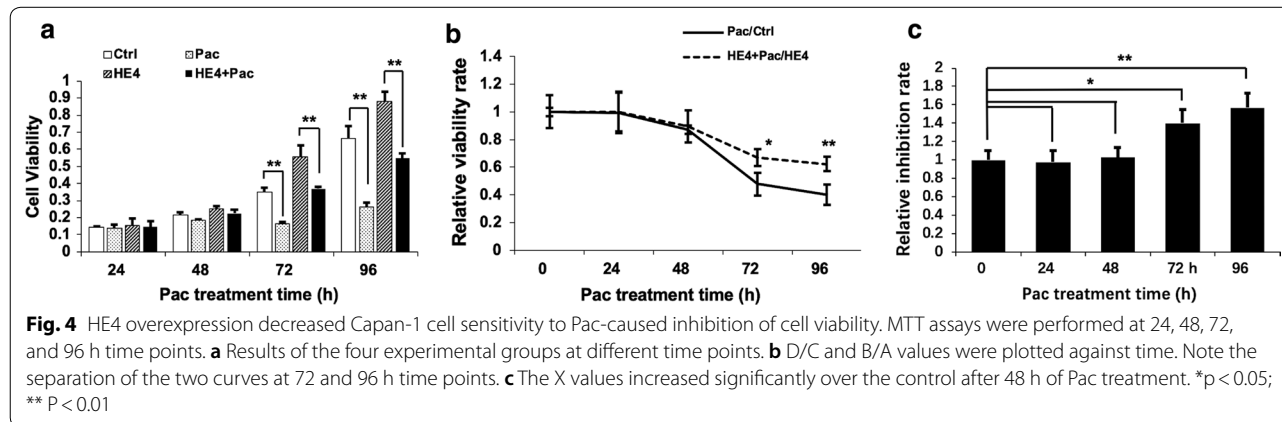 a
Ctrl
Pac
HE4
HE4+Pac
**
**
**
**
1
0.9
0.8
0.7
0.6
0.5
0.4
0.3
0.2
0.1
0
Cell Viability
24 48 72 96
Pac treatment time (h)
b
Pac/Ctrl
HE4+Pac/HE4
1.4
1.2
1
0.8
0.6
0.4
0.2
0
Relative viability rate
* **
0 24 48 72 96
Pac treatment time (h)
c
**
*
2
1.8
1.6
1.4
1.2
1
0.8
0.6
0.4
0.2
0
Relative inhibition rate
0 24 48 72 h 96
Pac treatment time (h)
Fig. 4 HE4 overexpression decreased Capan-1 cell sensitivity to Pac-caused inhibition of cell viability. MTT assays were performed at 24, 48, 72,
and 96 h time points. a Results of the four experimental groups at different time points. b D/C and B/A values were plotted against time. Note the
separation of the two curves at 72 and 96 h time points. c The X values increased significantly over the control after 48 h of Pac treatment. *p < 0.05;
** P < 0.01